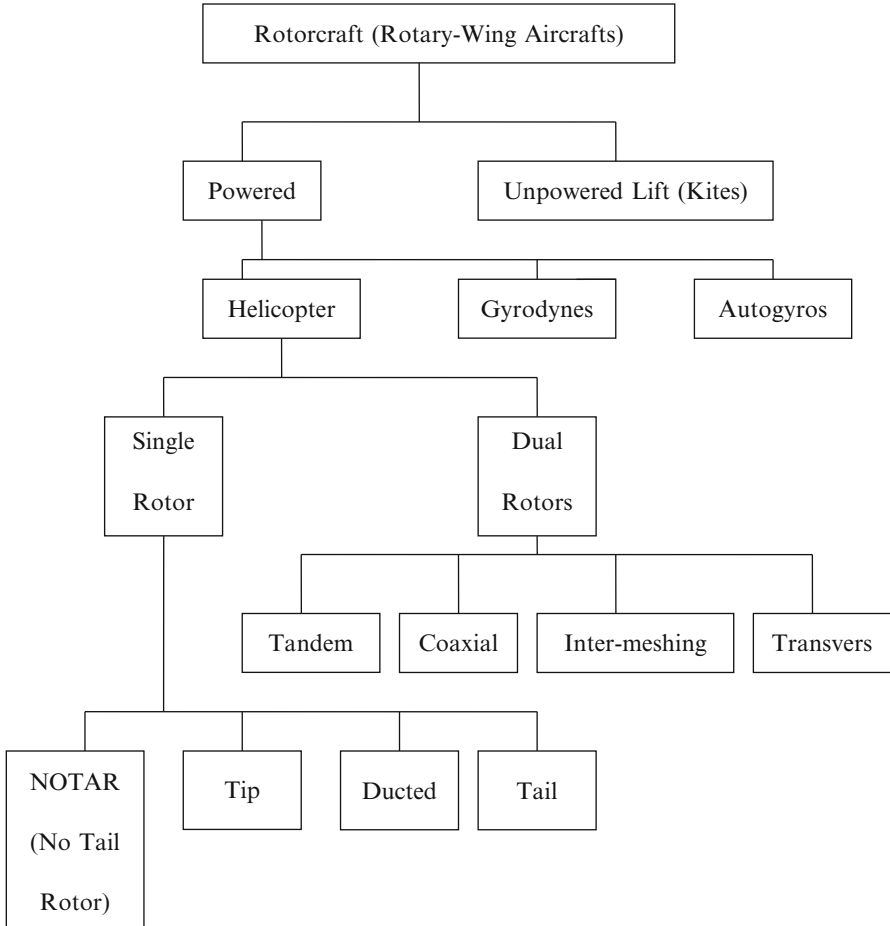 Rotorcraft (Rotary-Wing Aircrafts)
Powered
Unpowered Lift (Kites)
Helicopter
Gyrodynes
Autogyros
Single
Rotor
Dual
Rotors
Tandem
Coaxial
Inter-meshing
Transvers
NOTAR
(No Tail
Rotor)
Tip
Ducted
Tail